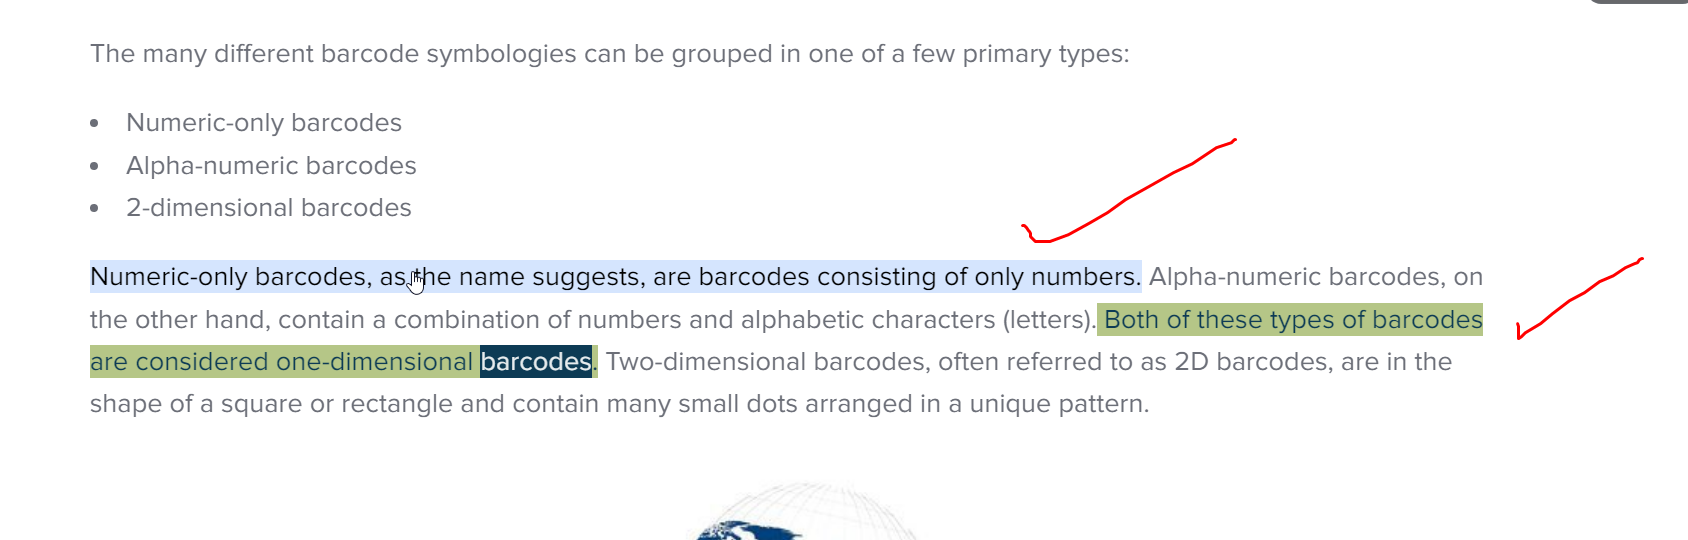 The many different barcode symbologies can be grouped in one of a few primary types:
• Numeric-only barcodes
• Alpha-numeric barcodes
• 2-dimensional barcodes
Numeric-only barcodes, as the name suggests, are barcodes consisting of only numbers. Alpha-numeric barcodes, on
the other hand, contain a combination of numbers and alphabetic characters (letters). Both of these types of barcodes
are considered one-dimensional barcodes. Two-dimensional barcodes, often referred to as 2D barcodes, are in the
shape of a square or rectangle and contain many small dots arranged in a unique pattern.